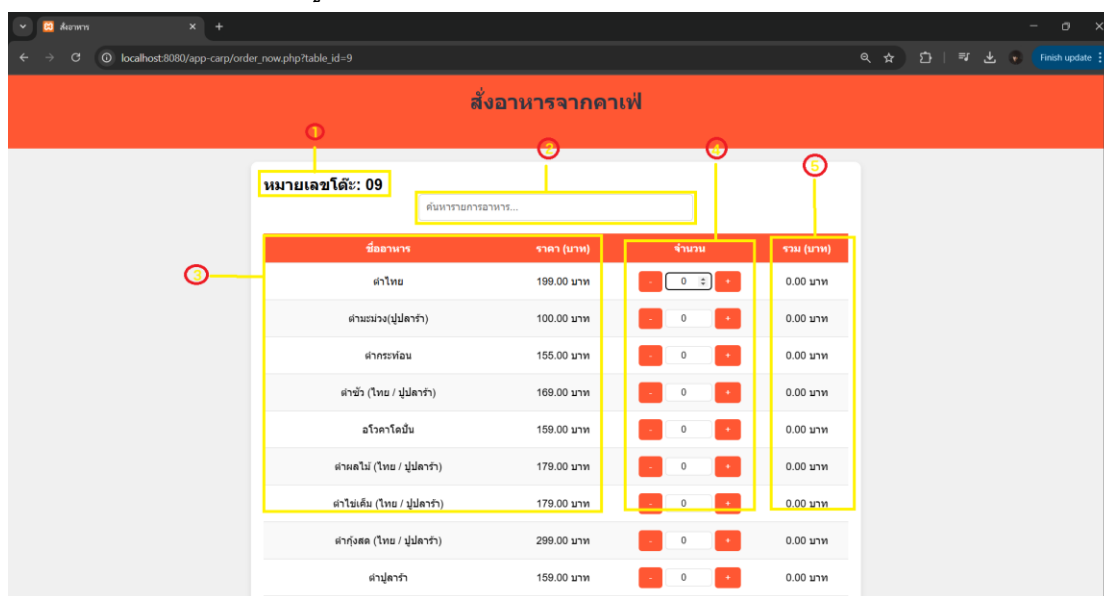 สั่งอาหาร
localhost:8080/app-carp/order_now.php?table_id=9
Finish update
สั่งอาหารจากคาเฟ่
1
2
4
5
หมายเลขโต๊ะ: 09
ค้นหารายการอาหาร...
ชื่ออาหาร ราคา (บาท) จำนวน รวม (บาท)
3
ตำไทย 199.00 บาท - 0 + 0.00 บาท
ตำมะม่วง(ปูปลาร้า) 100.00 บาท - 0 + 0.00 บาท
ตำกระท้อน 155.00 บาท - 0 + 0.00 บาท
ตำซั่ว (ไทย / ปูปลาร้า) 169.00 บาท - 0 + 0.00 บาท
อโวคาโดปั่น 159.00 บาท - 0 + 0.00 บาท
ตำผลไม้ (ไทย / ปูปลาร้า) 179.00 บาท - 0 + 0.00 บาท
ตำไข่เค็ม (ไทย / ปูปลาร้า) 179.00 บาท - 0 + 0.00 บาท
ตำกุ้งสด (ไทย / ปูปลาร้า) 299.00 บาท - 0 + 0.00 บาท
ตำปูลาร้า 159.00 บาท - 0 + 0.00 บาท